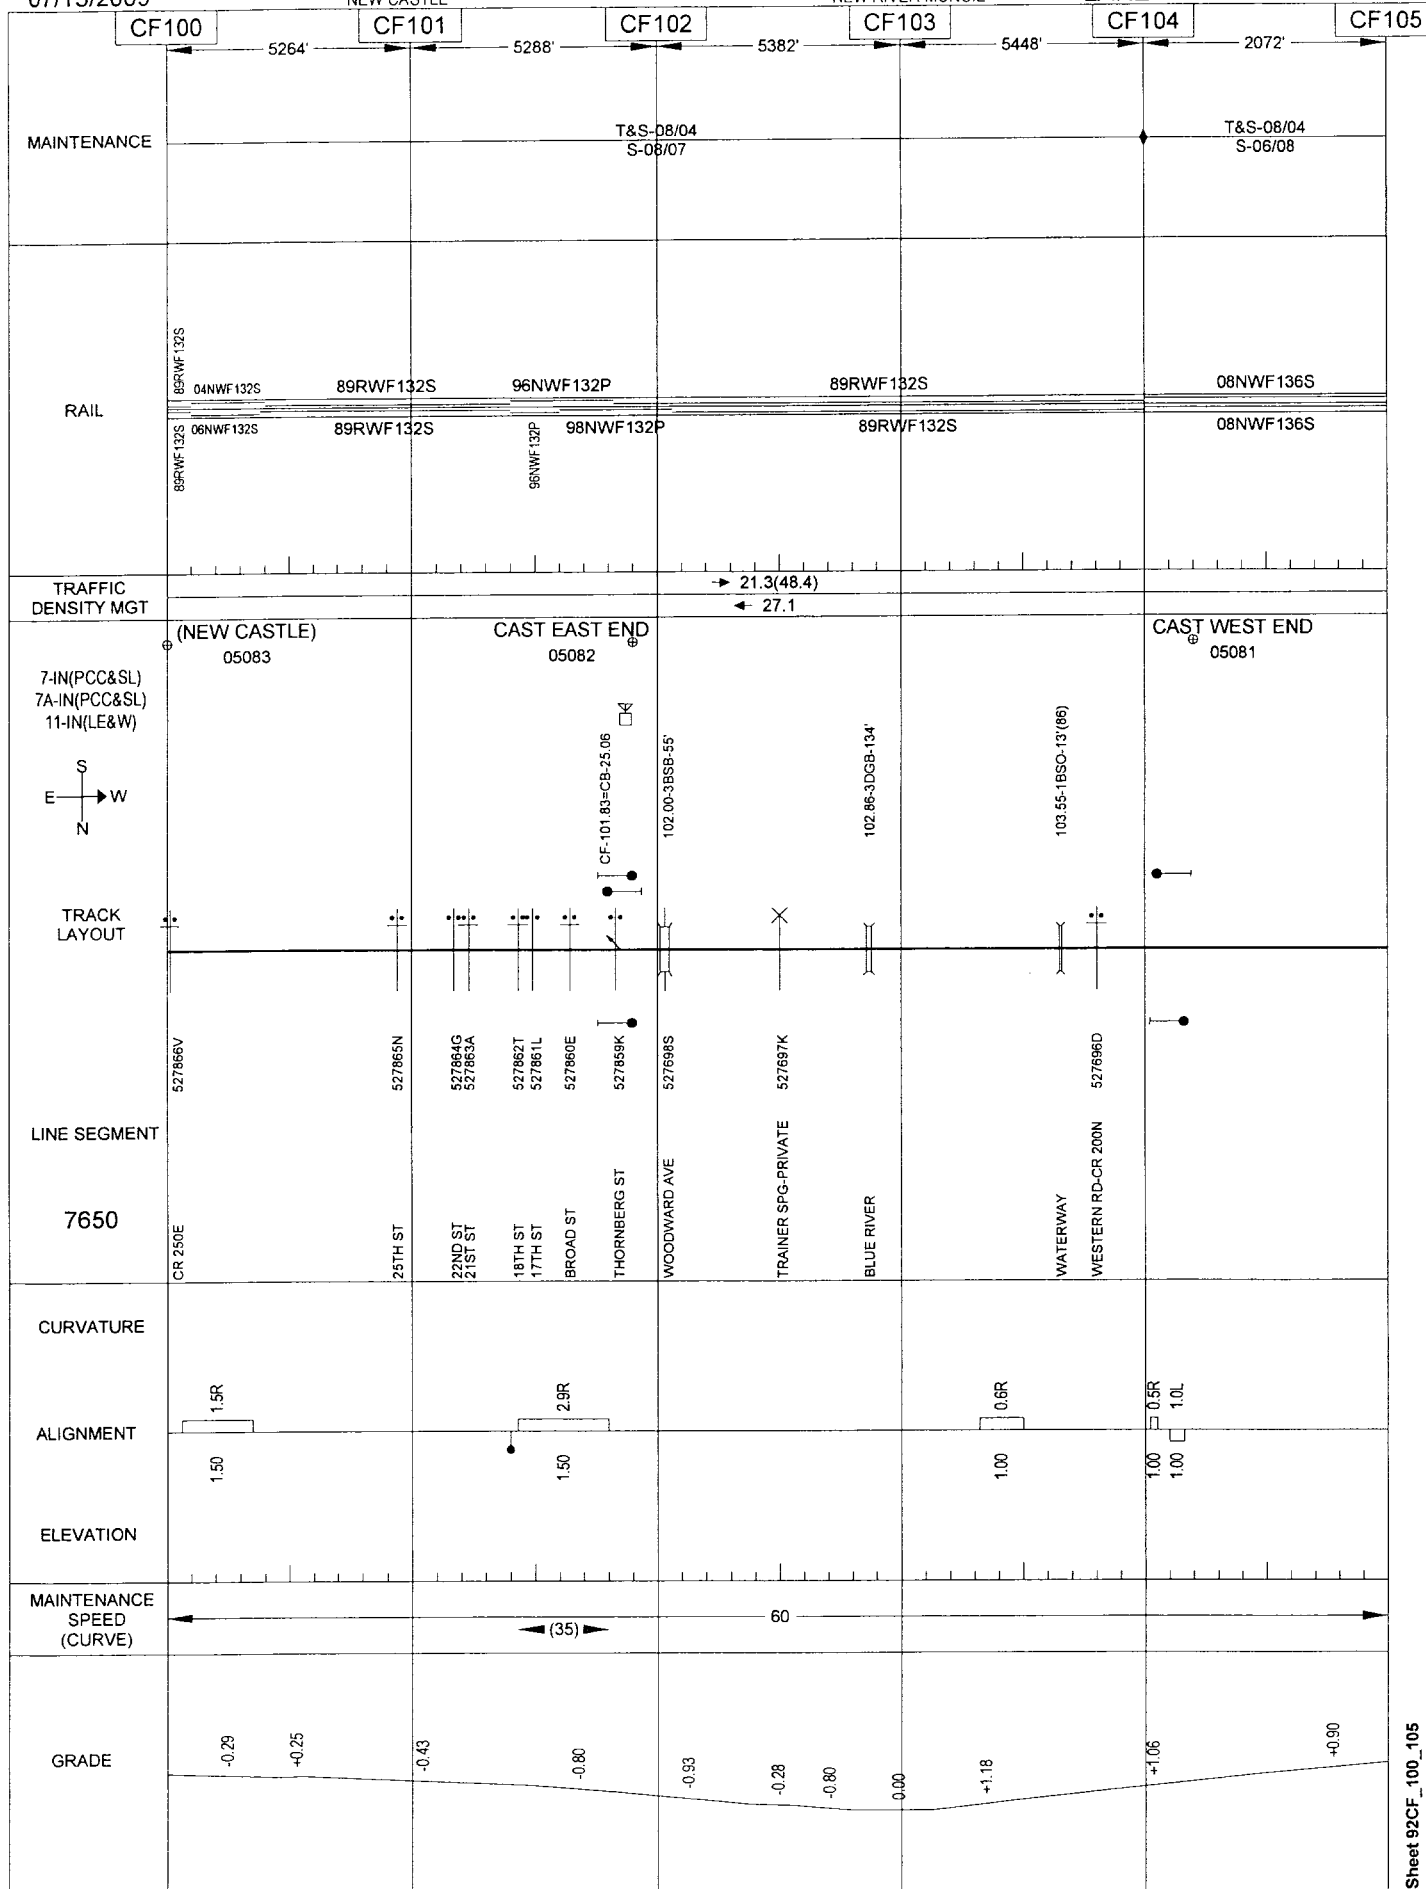 CF100 CF101 CF102 CF103 CF104 CF105
5264' 5288' 5382' 5448' 2072'
MAINTENANCE
T&S-08/04
S-08/07
T&S-08/04
S-06/08
RAIL
89RWF132S
04NWF132S
89RWF132S
96NWF132P
89RWF132S
08NWF136S
89RWF132S
06NWF132S
89RWF132S
96NWF132P
98NWF132P
89RWF132S
08NWF136S
TRAFFIC
DENSITY MGT
21.3(48.4)
27.1
(NEW CASTLE)
05083
CAST EAST END
05082
CAST WEST END
05081
7-IN(PCC&SL)
7A-IN(PCC&SL)
11-IN(LE&W)
S
E W
N
CF-101.83=CB-25.06
102.00-3BSB-55'
102.86-3DGB-134'
103.55-1BSO-13'(86)
TRACK
LAYOUT
527866V
527865N
527864G
527863A
527862T
527861L
527860E
527859K
527698S
527697K
527696D
LINE SEGMENT
7650
CR 250E
25TH ST
22ND ST
21ST ST
18TH ST
17TH ST
BROAD ST
THORNBERG ST
WOODWARD AVE
TRAINER SPG-PRIVATE
BLUE RIVER
WATERWAY
WESTERN RD-CR 200N
CURVATURE
ALIGNMENT
1.5R
2.9R
0.6R
0.5R
1.0L
1.50
1.50
1.00
1.00
1.00
ELEVATION
MAINTENANCE
SPEED
(CURVE)
60
(35)
GRADE
-0.29
+0.25
-0.43
-0.80
-0.93
-0.28
-0.80
0.00
+1.18
+1.06
+0.90
Sheet 92CF_100_105